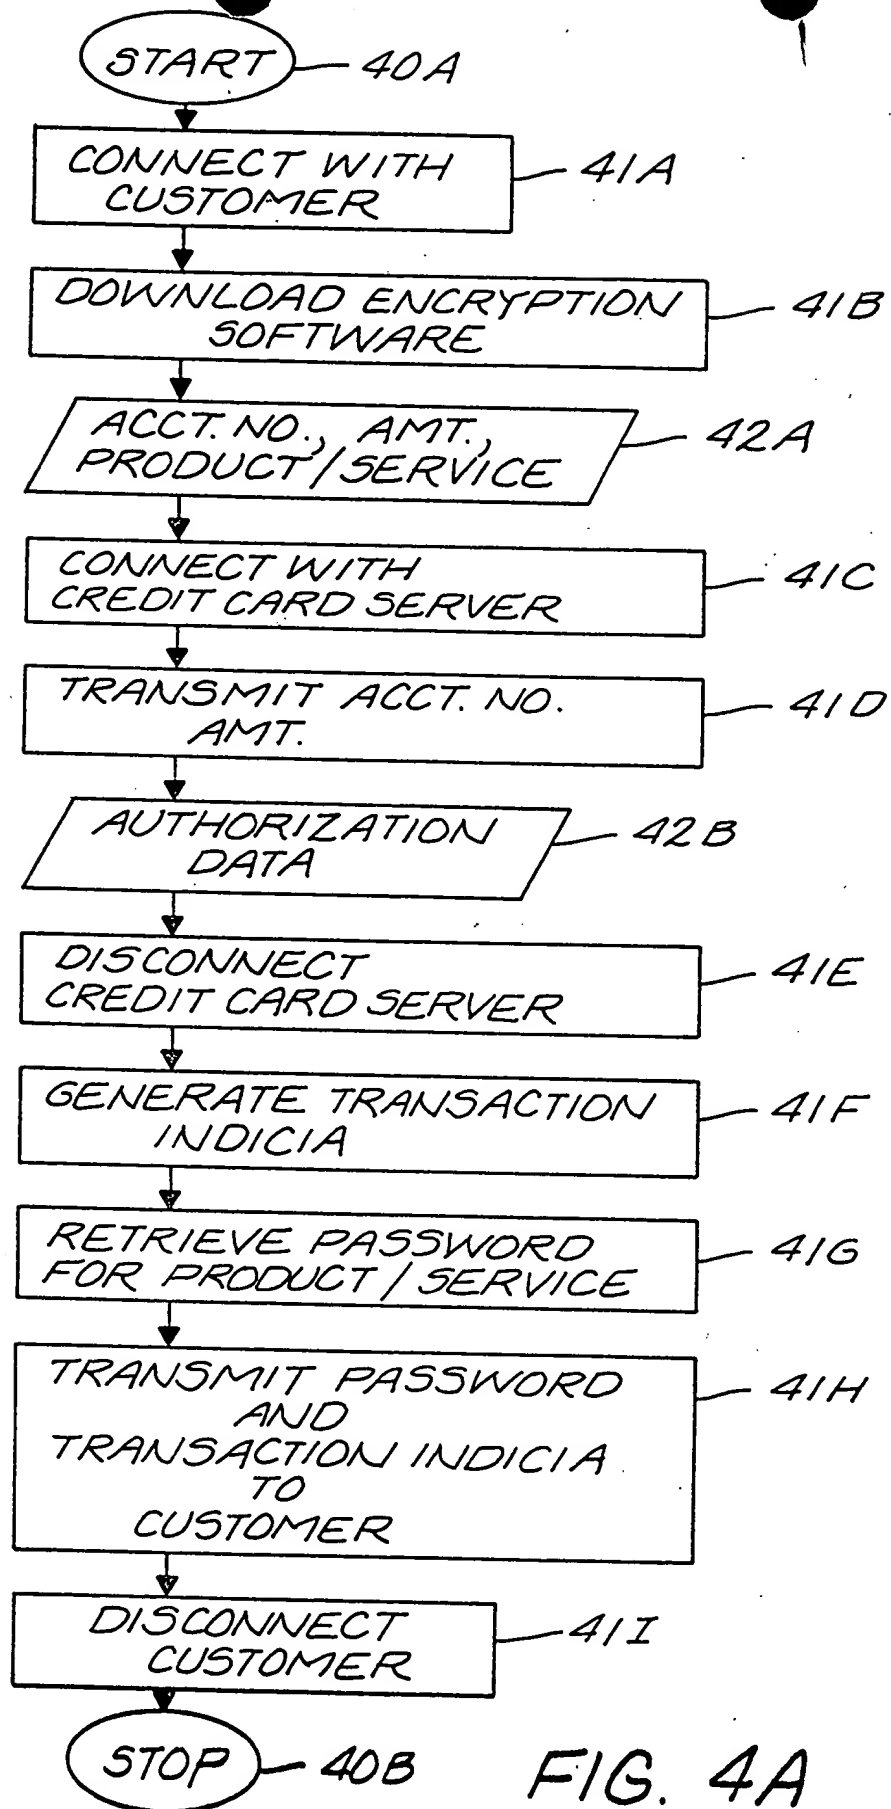 START 40A
CONNECT WITH
CUSTOMER
41A
DOWNLOAD ENCRYPTION
SOFTWARE
41B
ACCT. NO., AMT.,
PRODUCT/SERVICE
42A
CONNECT WITH
CREDIT CARD SERVER
41C
TRANSMIT ACCT. NO.
AMT.
41D
AUTHORIZATION
DATA
42B
DISCONNECT
CREDIT CARD SERVER
41E
GENERATE TRANSACTION
INDICIA
41F
RETRIEVE PASSWORD
FOR PRODUCT/SERVICE
41G
TRANSMIT PASSWORD
AND
TRANSACTION INDICIA
TO
CUSTOMER
41H
DISCONNECT
CUSTOMER
41I
STOP 40B
FIG. 4A